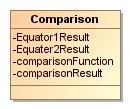 Comparison
-Equator1Result
-Equater2Result
-comparisonFunction
-comparisonResult